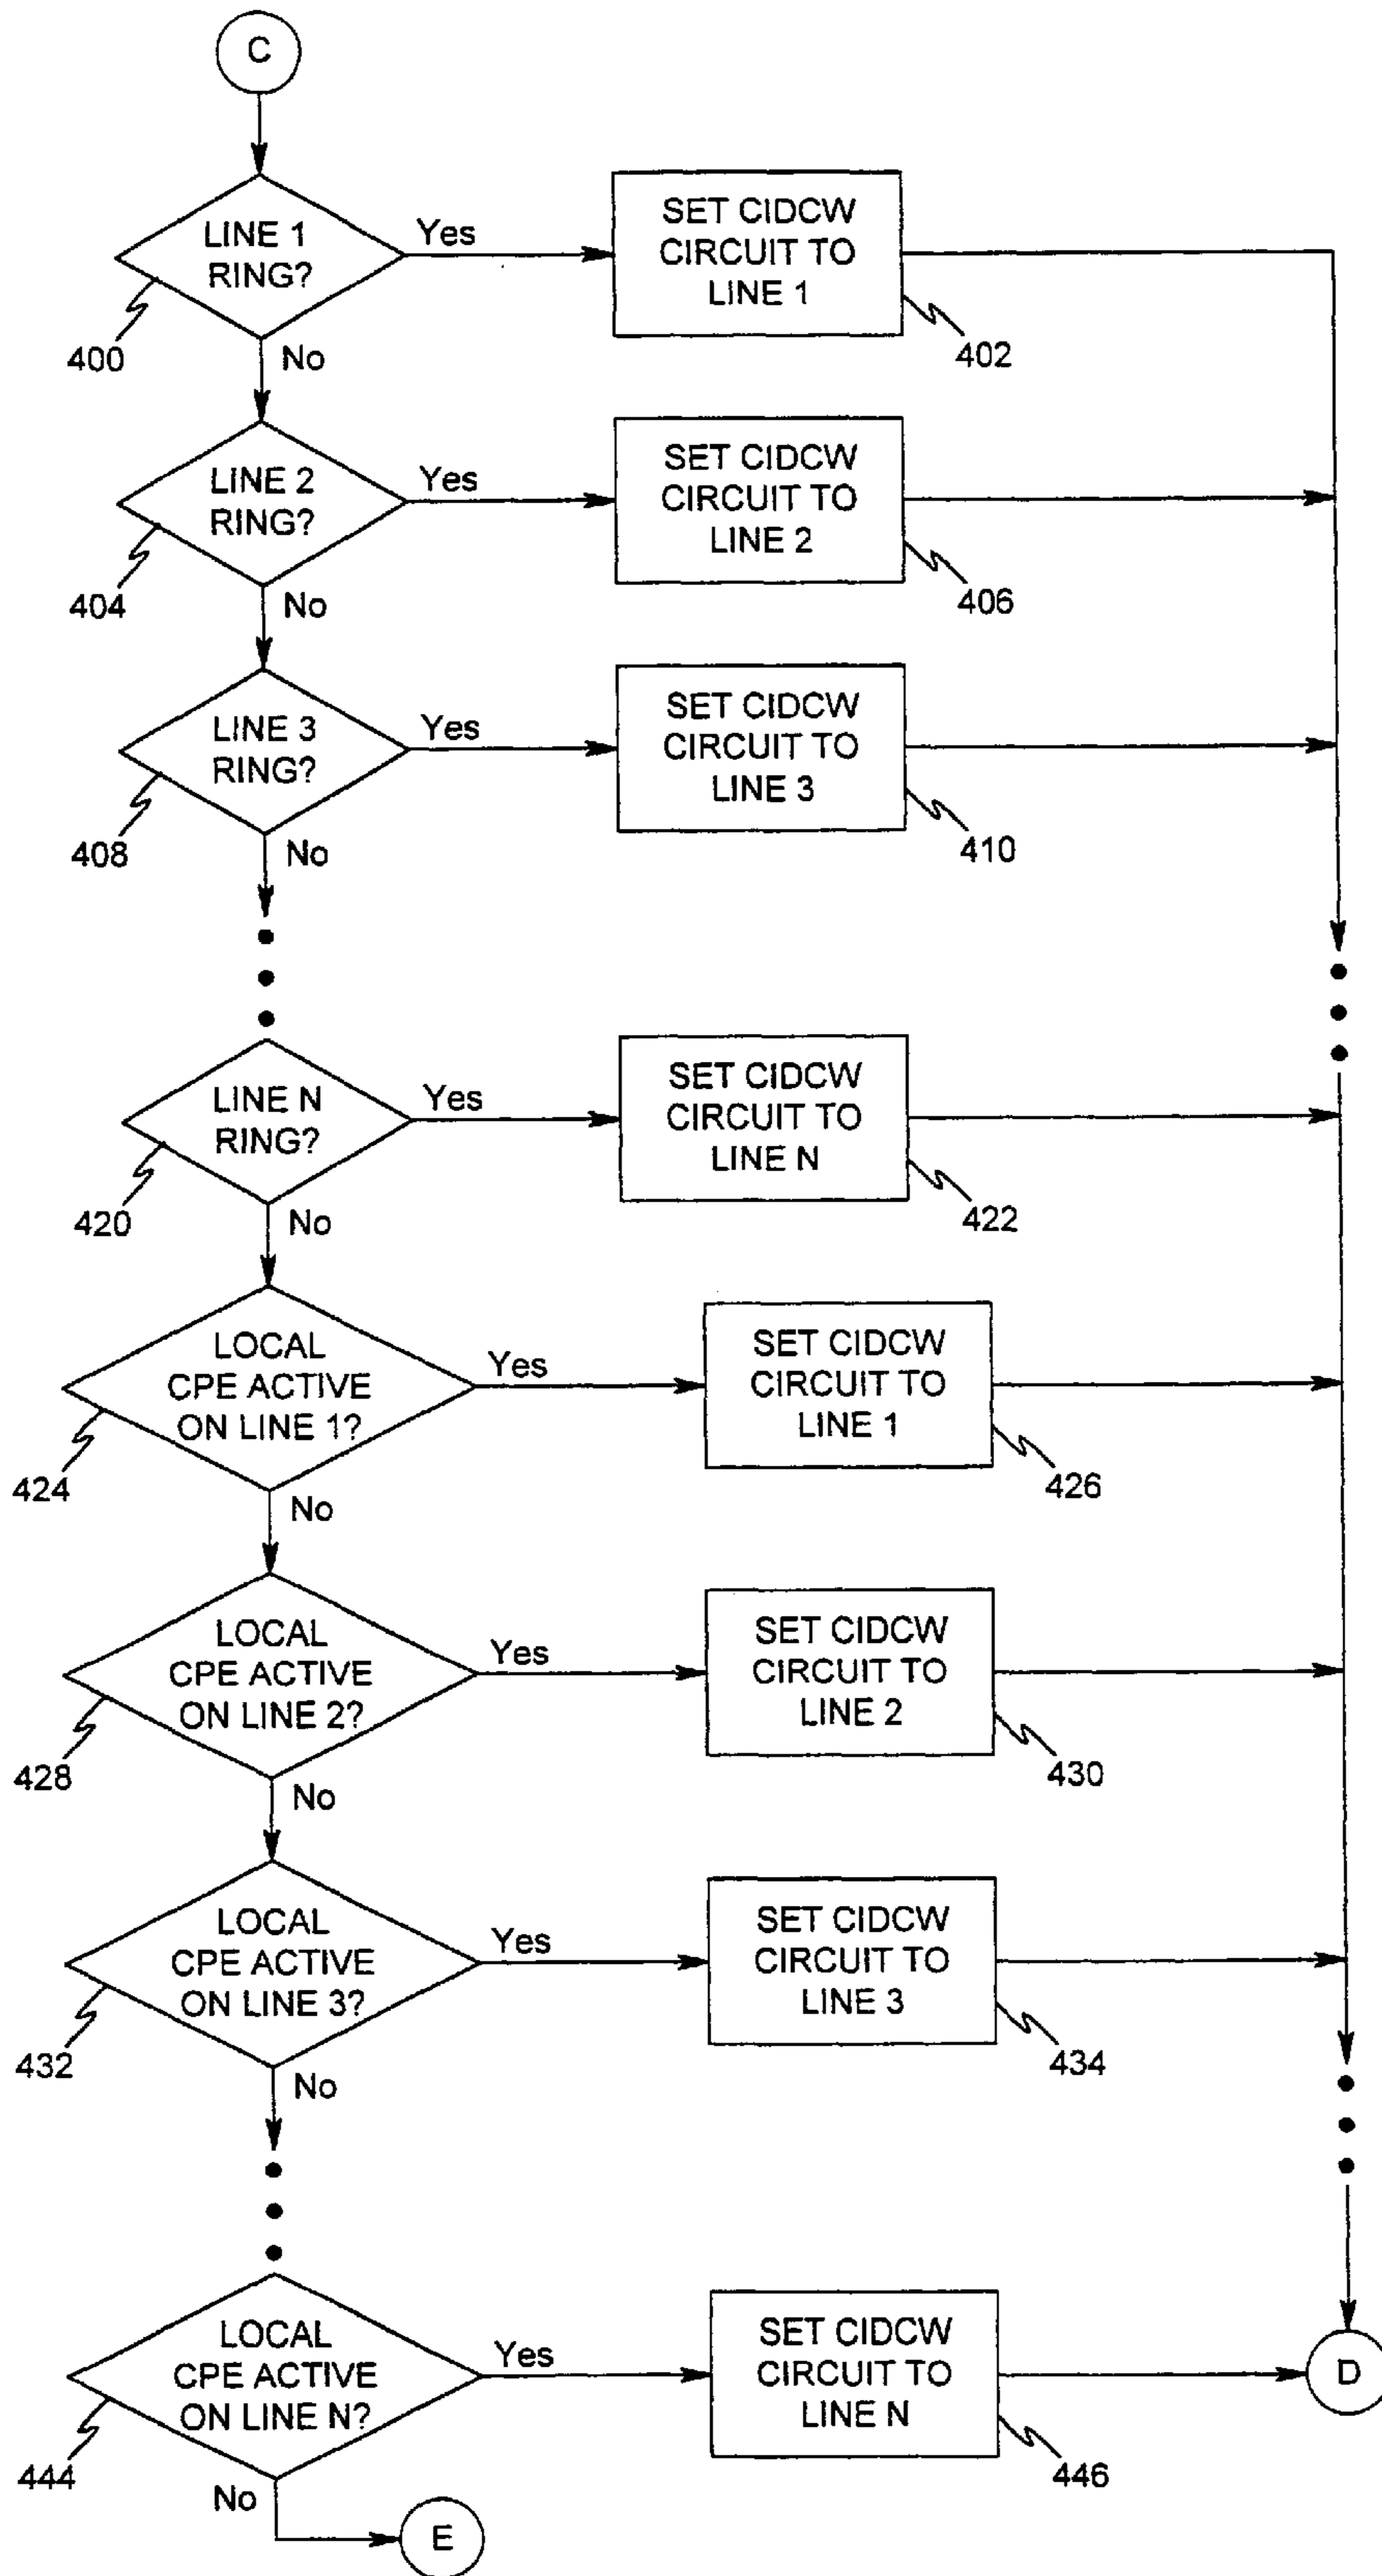 C
LINE 1
RING?
Yes
No
400
SET CIDCW
CIRCUIT TO
LINE 1
402
LINE 2
RING?
Yes
No
404
SET CIDCW
CIRCUIT TO
LINE 2
406
LINE 3
RING?
Yes
No
408
SET CIDCW
CIRCUIT TO
LINE 3
410
LINE N
RING?
Yes
No
420
SET CIDCW
CIRCUIT TO
LINE N
422
LOCAL
CPE ACTIVE
ON LINE 1?
Yes
No
424
SET CIDCW
CIRCUIT TO
LINE 1
426
LOCAL
CPE ACTIVE
ON LINE 2?
Yes
No
428
SET CIDCW
CIRCUIT TO
LINE 2
430
LOCAL
CPE ACTIVE
ON LINE 3?
Yes
No
432
SET CIDCW
CIRCUIT TO
LINE 3
434
LOCAL
CPE ACTIVE
ON LINE N?
Yes
No
444
SET CIDCW
CIRCUIT TO
LINE N
446
D
E